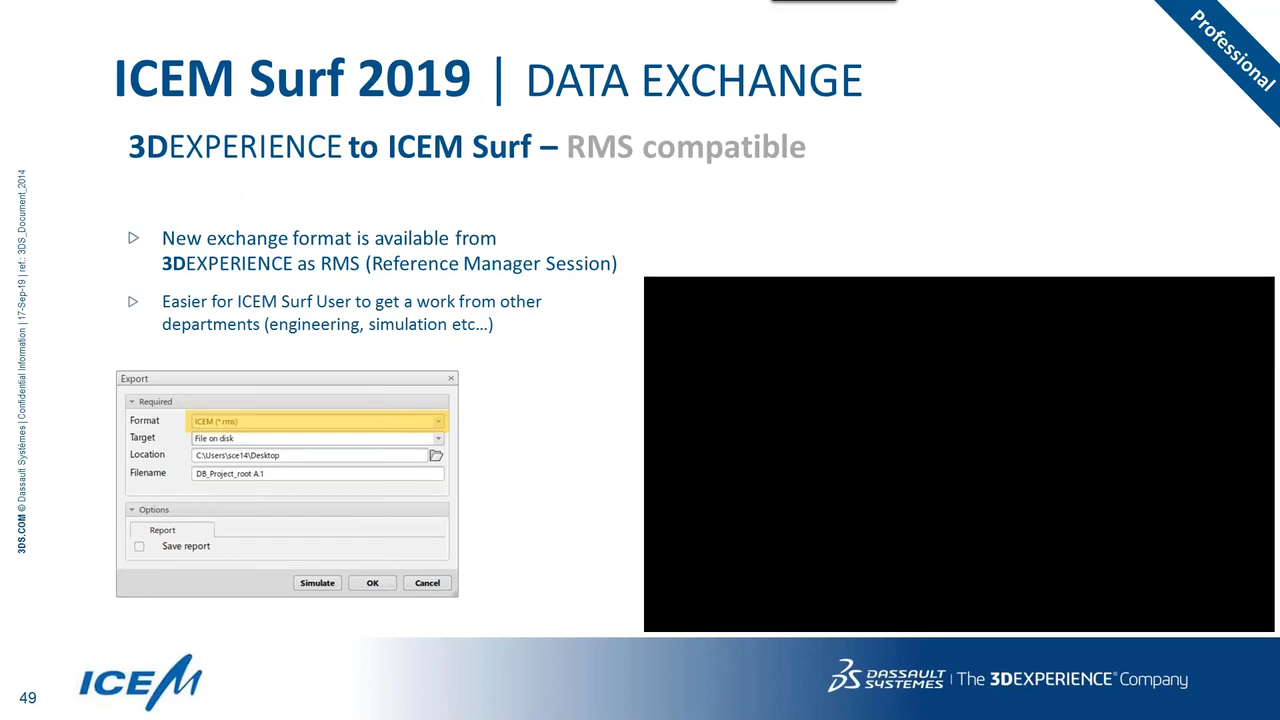 Professional
ICEM Surf 2019 | DATA EXCHANGE
3DEXPERIENCE to ICEM Surf – RMS compatible
▷ New exchange format is available from
3DEXPERIENCE as RMS (Reference Manager Session)
▷ Easier for ICEM Surf User to get a work from other
departments (engineering, simulation etc…)
Export
Required
Format ICEM (*.rms)
Target File on disk
Location C:\Users\sce14\Desktop
Filename DB_Project_root A.1
Options
Report
Save report
Simulate OK Cancel
3DS.COM © Dassault Systèmes | Confidential Information | 17-Sep-19 | ref.: 3DS_Document_2014
49
ICEM
DASSAULT
SYSTEMES | The 3DEXPERIENCE® Company